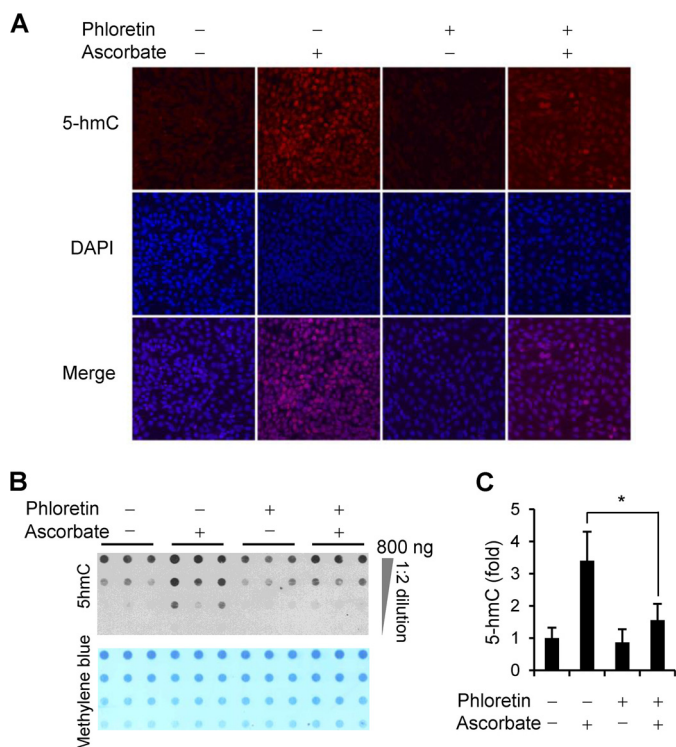 A
Phloretin – – + +
Ascorbate – + – +
5-hmC
DAPI
Merge
B
Phloretin – – + +
Ascorbate – + – +
800 ng
5hmC
1:2 dilution
Methylene blue
C
5
4
3
2
1
0
5-hmC (fold)
*
Phloretin – – + +
Ascorbate – + – +